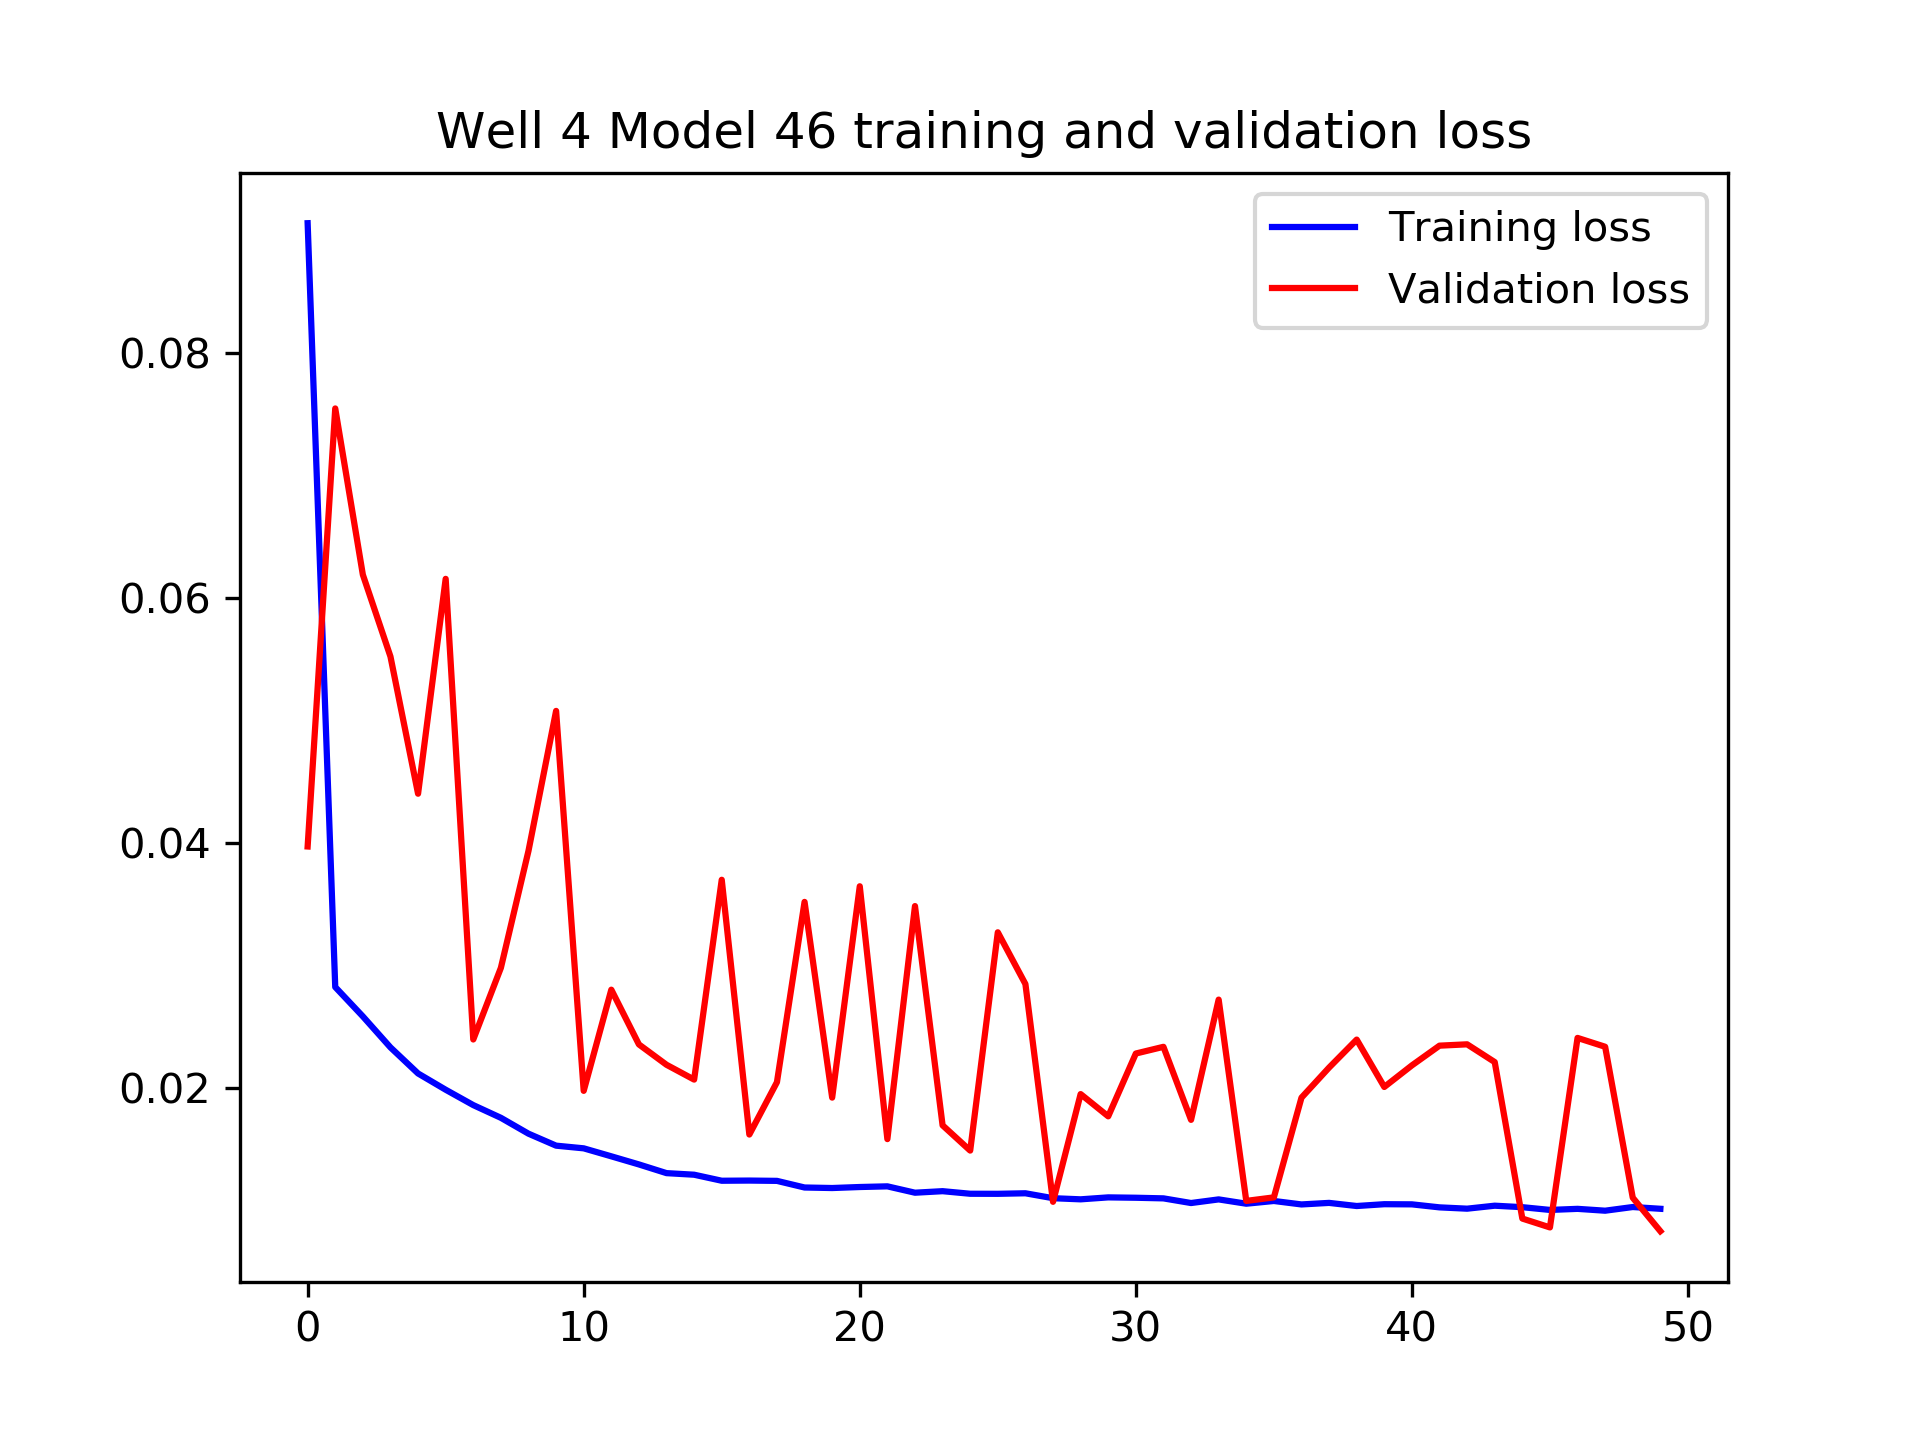 Well 4 Model 46 training and validation loss
Training loss
Validation loss
0.08
0.06
0.04
0.02
0 10 20 30 40 50